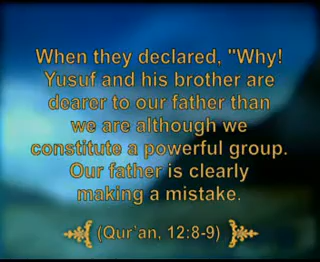 When they declared, "Why!
Yusuf and his brother are
dearer to our father than
we are although we
constitute a powerful group.
Our father is clearly
making a mistake.
(Qur'an, 12:8-9)